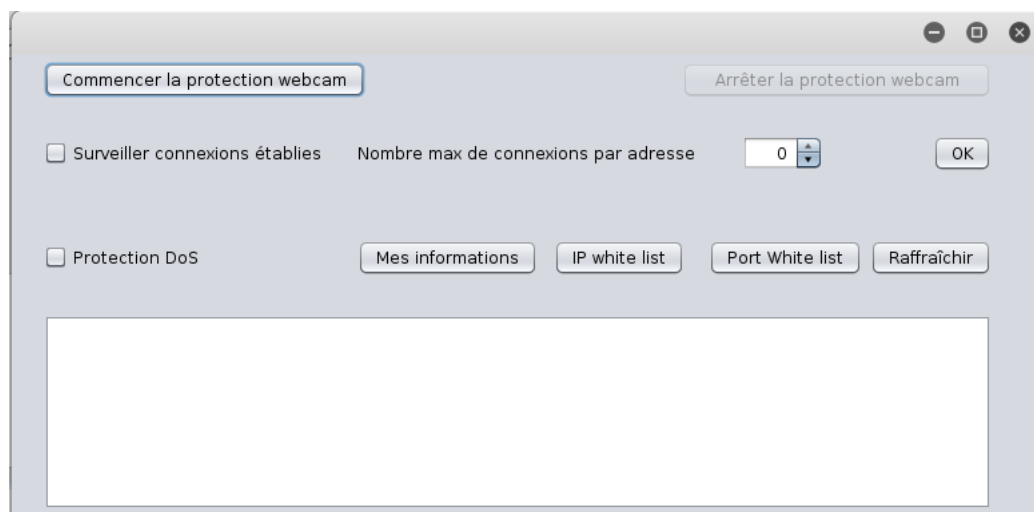 Commencer la protection webcam Arrêter la protection webcam
Surveiller connexions établies Nombre max de connexions par adresse 0 OK
Protection DoS Mes informations IP white list Port White list Raffraîchir